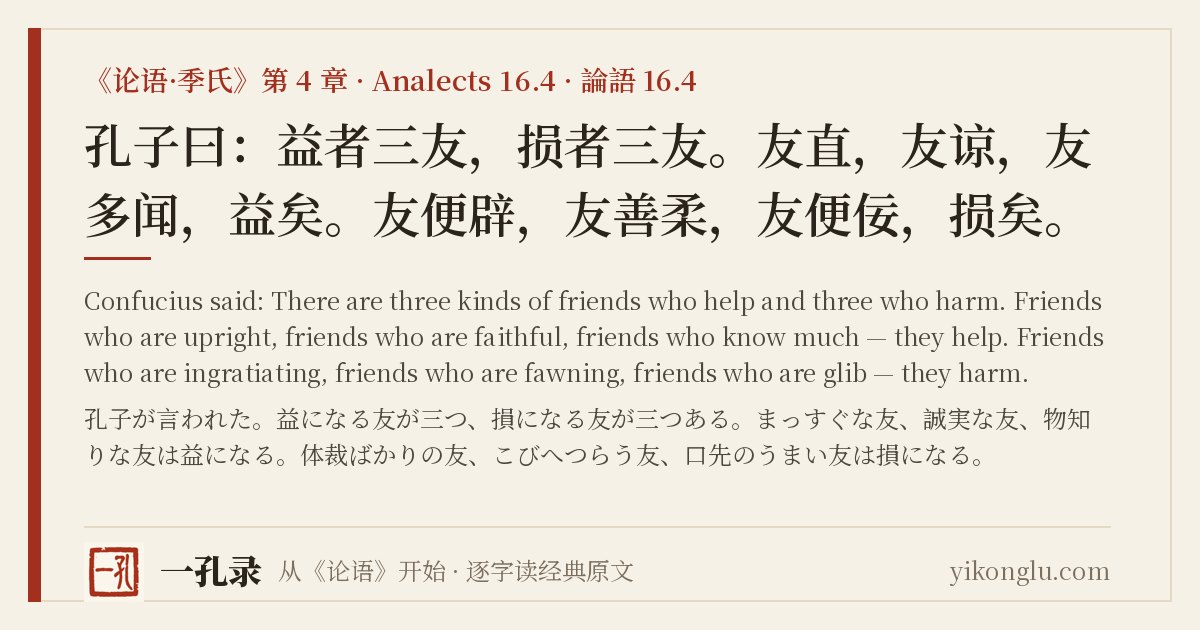 《论语·季氏》第 4 章 · Analects 16.4 · 論語 16.4
孔子曰：益者三友，损者三友。友直，友谅，友
多闻，益矣。友便辟，友善柔，友便佞，损矣。
Confucius said: There are three kinds of friends who help and three who harm. Friends
who are upright, friends who are faithful, friends who know much — they help. Friends
who are ingratiating, friends who are fawning, friends who are glib — they harm.
孔子が言われた。益になる友が三つ、損になる友が三つある。まっすぐな友、誠実な友、物知
りな友は益になる。体裁ばかりの友、こびへつらう友、口先のうまい友は損になる。
一孔
一孔录
从《论语》开始 · 逐字读经典原文
yikonglu.com